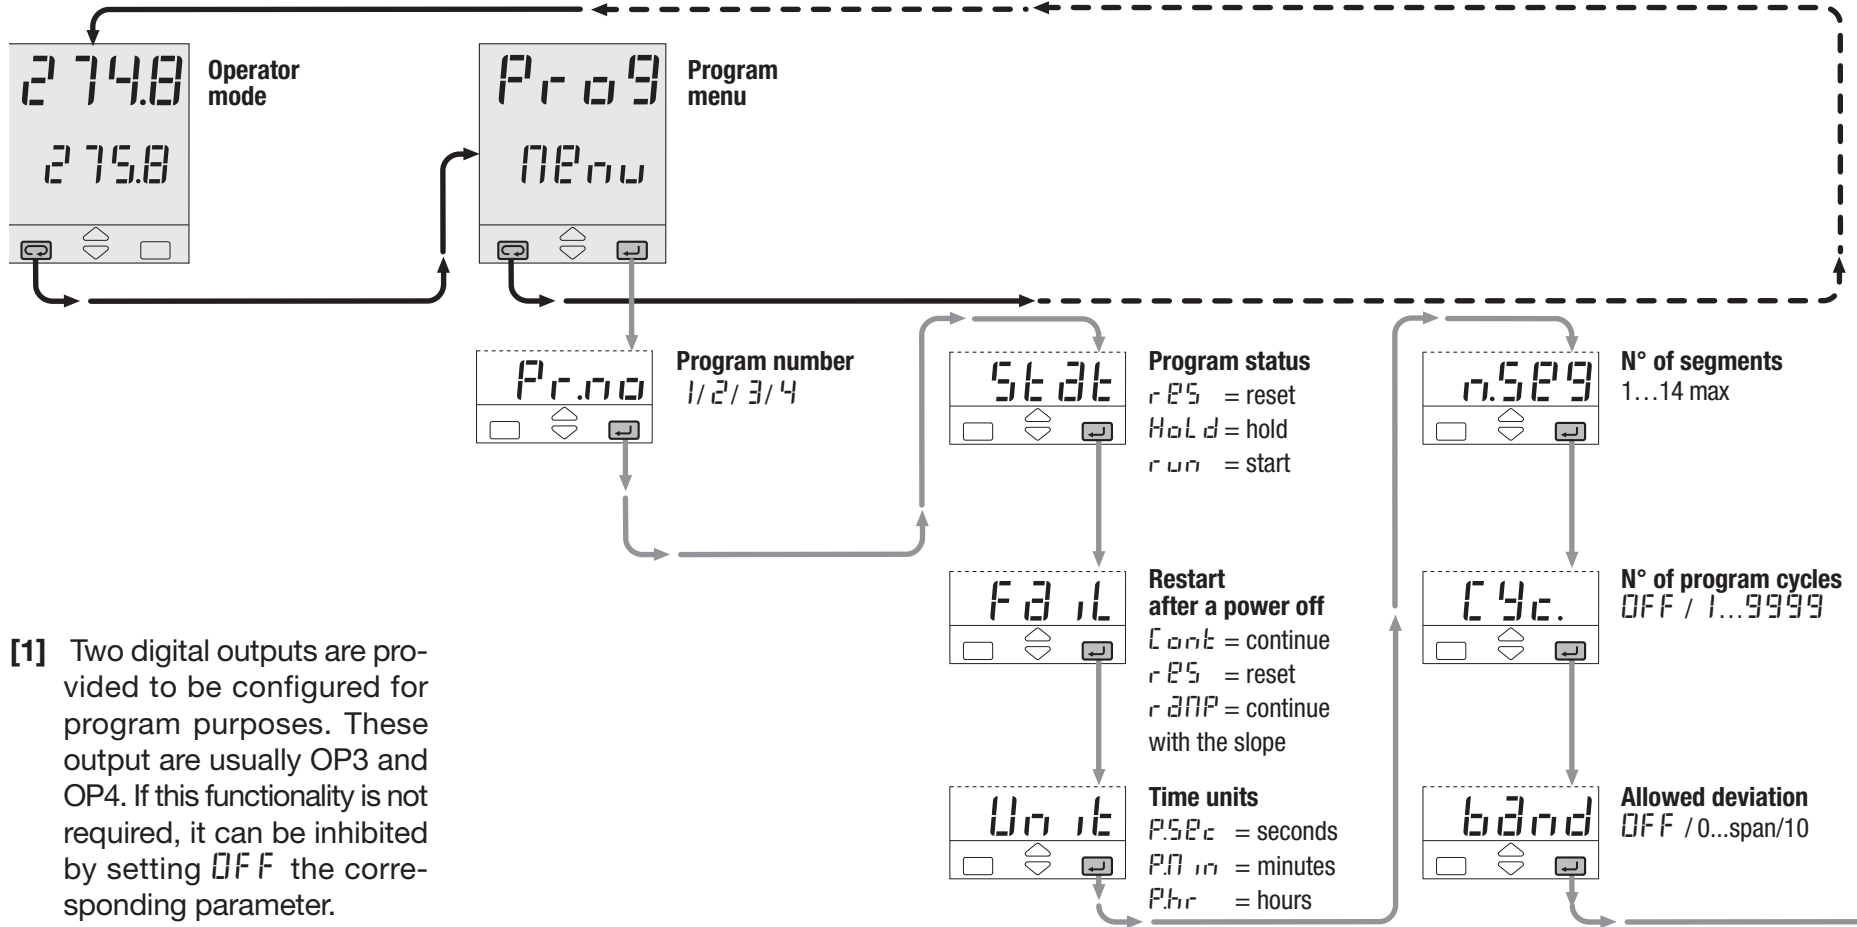 274.8
275.8
Operator
mode
Prog
MEnu
Program
menu
Pr.no
Program number
1/ 2/ 3/ 4
Stat
Program status
rES = reset
HoLd = hold
run = start
FaiL
Restart
after a power off
Cont = continue
rES = reset
raMP = continue
with the slope
Unit
Time units
P.SEc = seconds
P.Min = minutes
P.hr = hours
n.SEg
N° of segments
1…14 max
Cyc.
N° of program cycles
OFF / 1...9999
band
Allowed deviation
OFF / 0...span/10
[1] Two digital outputs are pro-
vided to be configured for
program purposes. These
output are usually OP3 and
OP4. If this functionality is not
required, it can be inhibited
by setting OFF the corre-
sponding parameter.